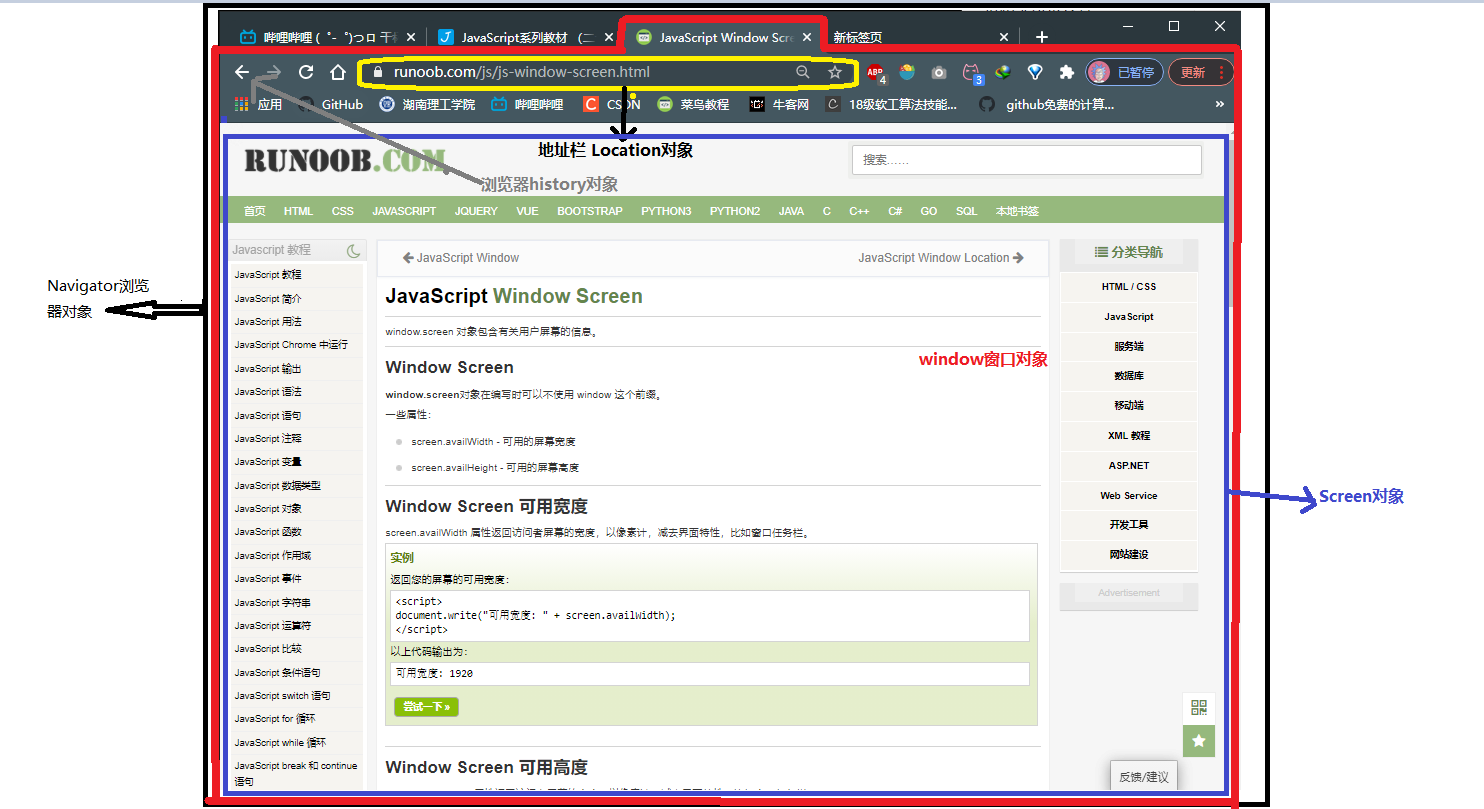 哔哩哔哩 (゜-゜)つロ 干杯
JavaScript系列教材 （二
JavaScript Window Scre
新标签页
runoob.com/js/js-window-screen.html
ABP 4
3
已暂停
更新
应用
GitHub
湖南理工学院
哔哩哔哩
CSDN
菜鸟教程
牛客网
18级软工算法技能...
github免费的计算...
»
RUNOOB.COM
地址栏 Location对象
搜索......
浏览器history对象
首页 HTML CSS JAVASCRIPT JQUERY VUE BOOTSTRAP PYTHON3 PYTHON2 JAVA C C++ C# GO SQL 本地书签
Navigator浏览
器对象
Javascript 教程
JavaScript 教程
JavaScript 简介
JavaScript 用法
JavaScript Chrome 中运行
JavaScript 输出
JavaScript 语法
JavaScript 语句
JavaScript 注释
JavaScript 变量
JavaScript 数据类型
JavaScript 对象
JavaScript 函数
JavaScript 作用域
JavaScript 事件
JavaScript 字符串
JavaScript 运算符
JavaScript 比较
JavaScript 条件语句
JavaScript switch 语句
JavaScript for 循环
JavaScript while 循环
JavaScript break 和 continue
语句
JavaScript Window
JavaScript Window Location
JavaScript Window Screen
window.screen 对象包含有关用户屏幕的信息。
window窗口对象
Window Screen
window.screen对象在编写时可以不使用 window 这个前缀。
一些属性：
screen.availWidth - 可用的屏幕宽度
screen.availHeight - 可用的屏幕高度
Window Screen 可用宽度
screen.availWidth 属性返回访问者屏幕的宽度，以像素计，减去界面特性，比如窗口任务栏。
实例
返回您的屏幕的可用宽度：
<script>
document.write("可用宽度: " + screen.availWidth);
</script>
以上代码输出为：
可用宽度: 1920
尝试一下 »
Window Screen 可用高度
分类导航
HTML / CSS
JavaScript
服务端
数据库
移动端
XML 教程
ASP.NET
Web Service
开发工具
网站建设
Advertisement
Screen对象
反馈/建议